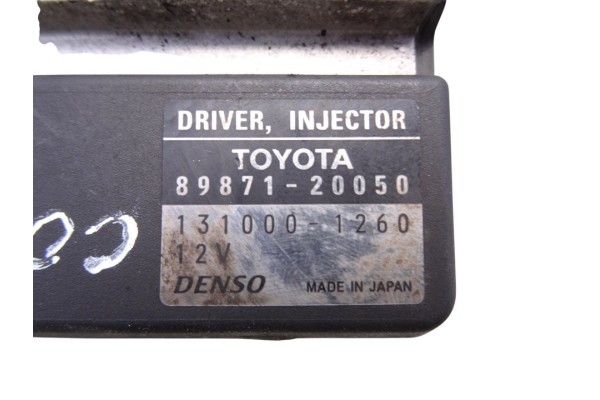 DRIVER, INJECTOR
TOYOTA
89871-20050
131000-1260
12V
DENSO MADE IN JAPAN